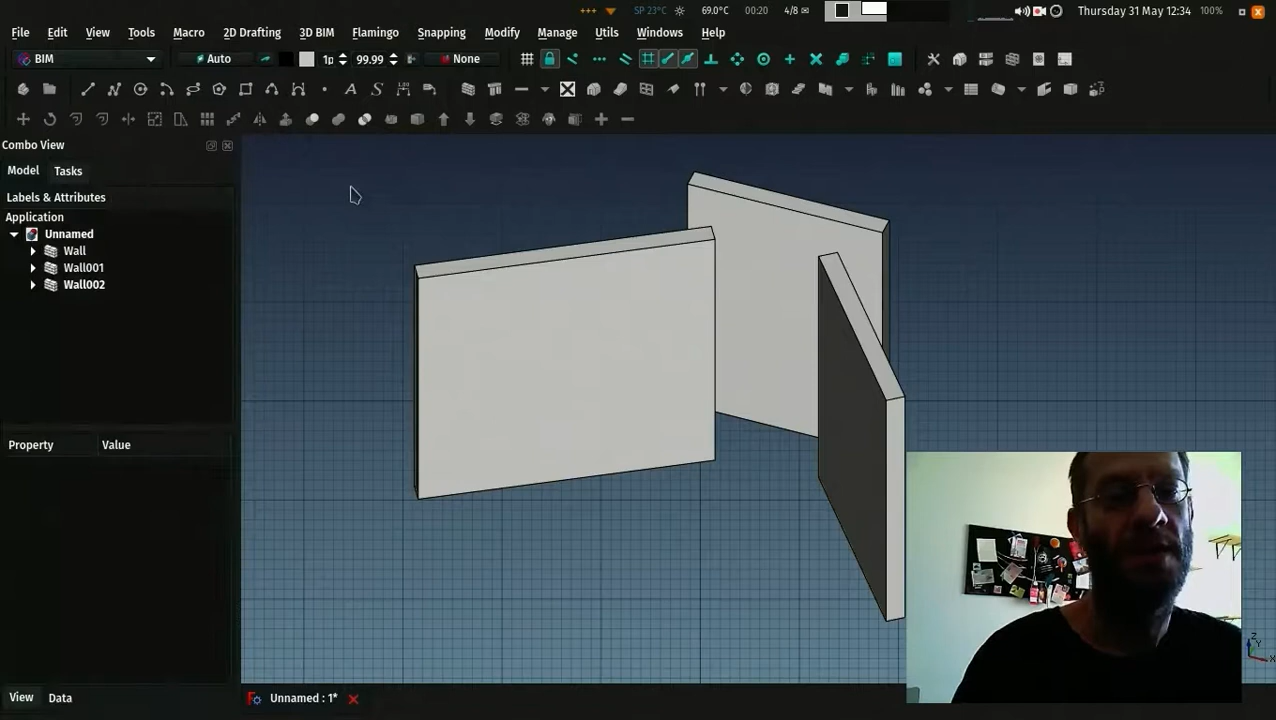 SP 23°C 69.0°C 00:20 4/8 Thursday 31 May 12:34 100%
File Edit View Tools Macro 2D Drafting 3D BIM Flamingo Snapping Modify Manage Utils Windows Help
BIM Auto 1p 99.99 None
Combo View
Model Tasks
Labels & Attributes
Application
Unnamed
Wall
Wall001
Wall002
Property Value
View Data
Unnamed : 1*
Z
Y
X